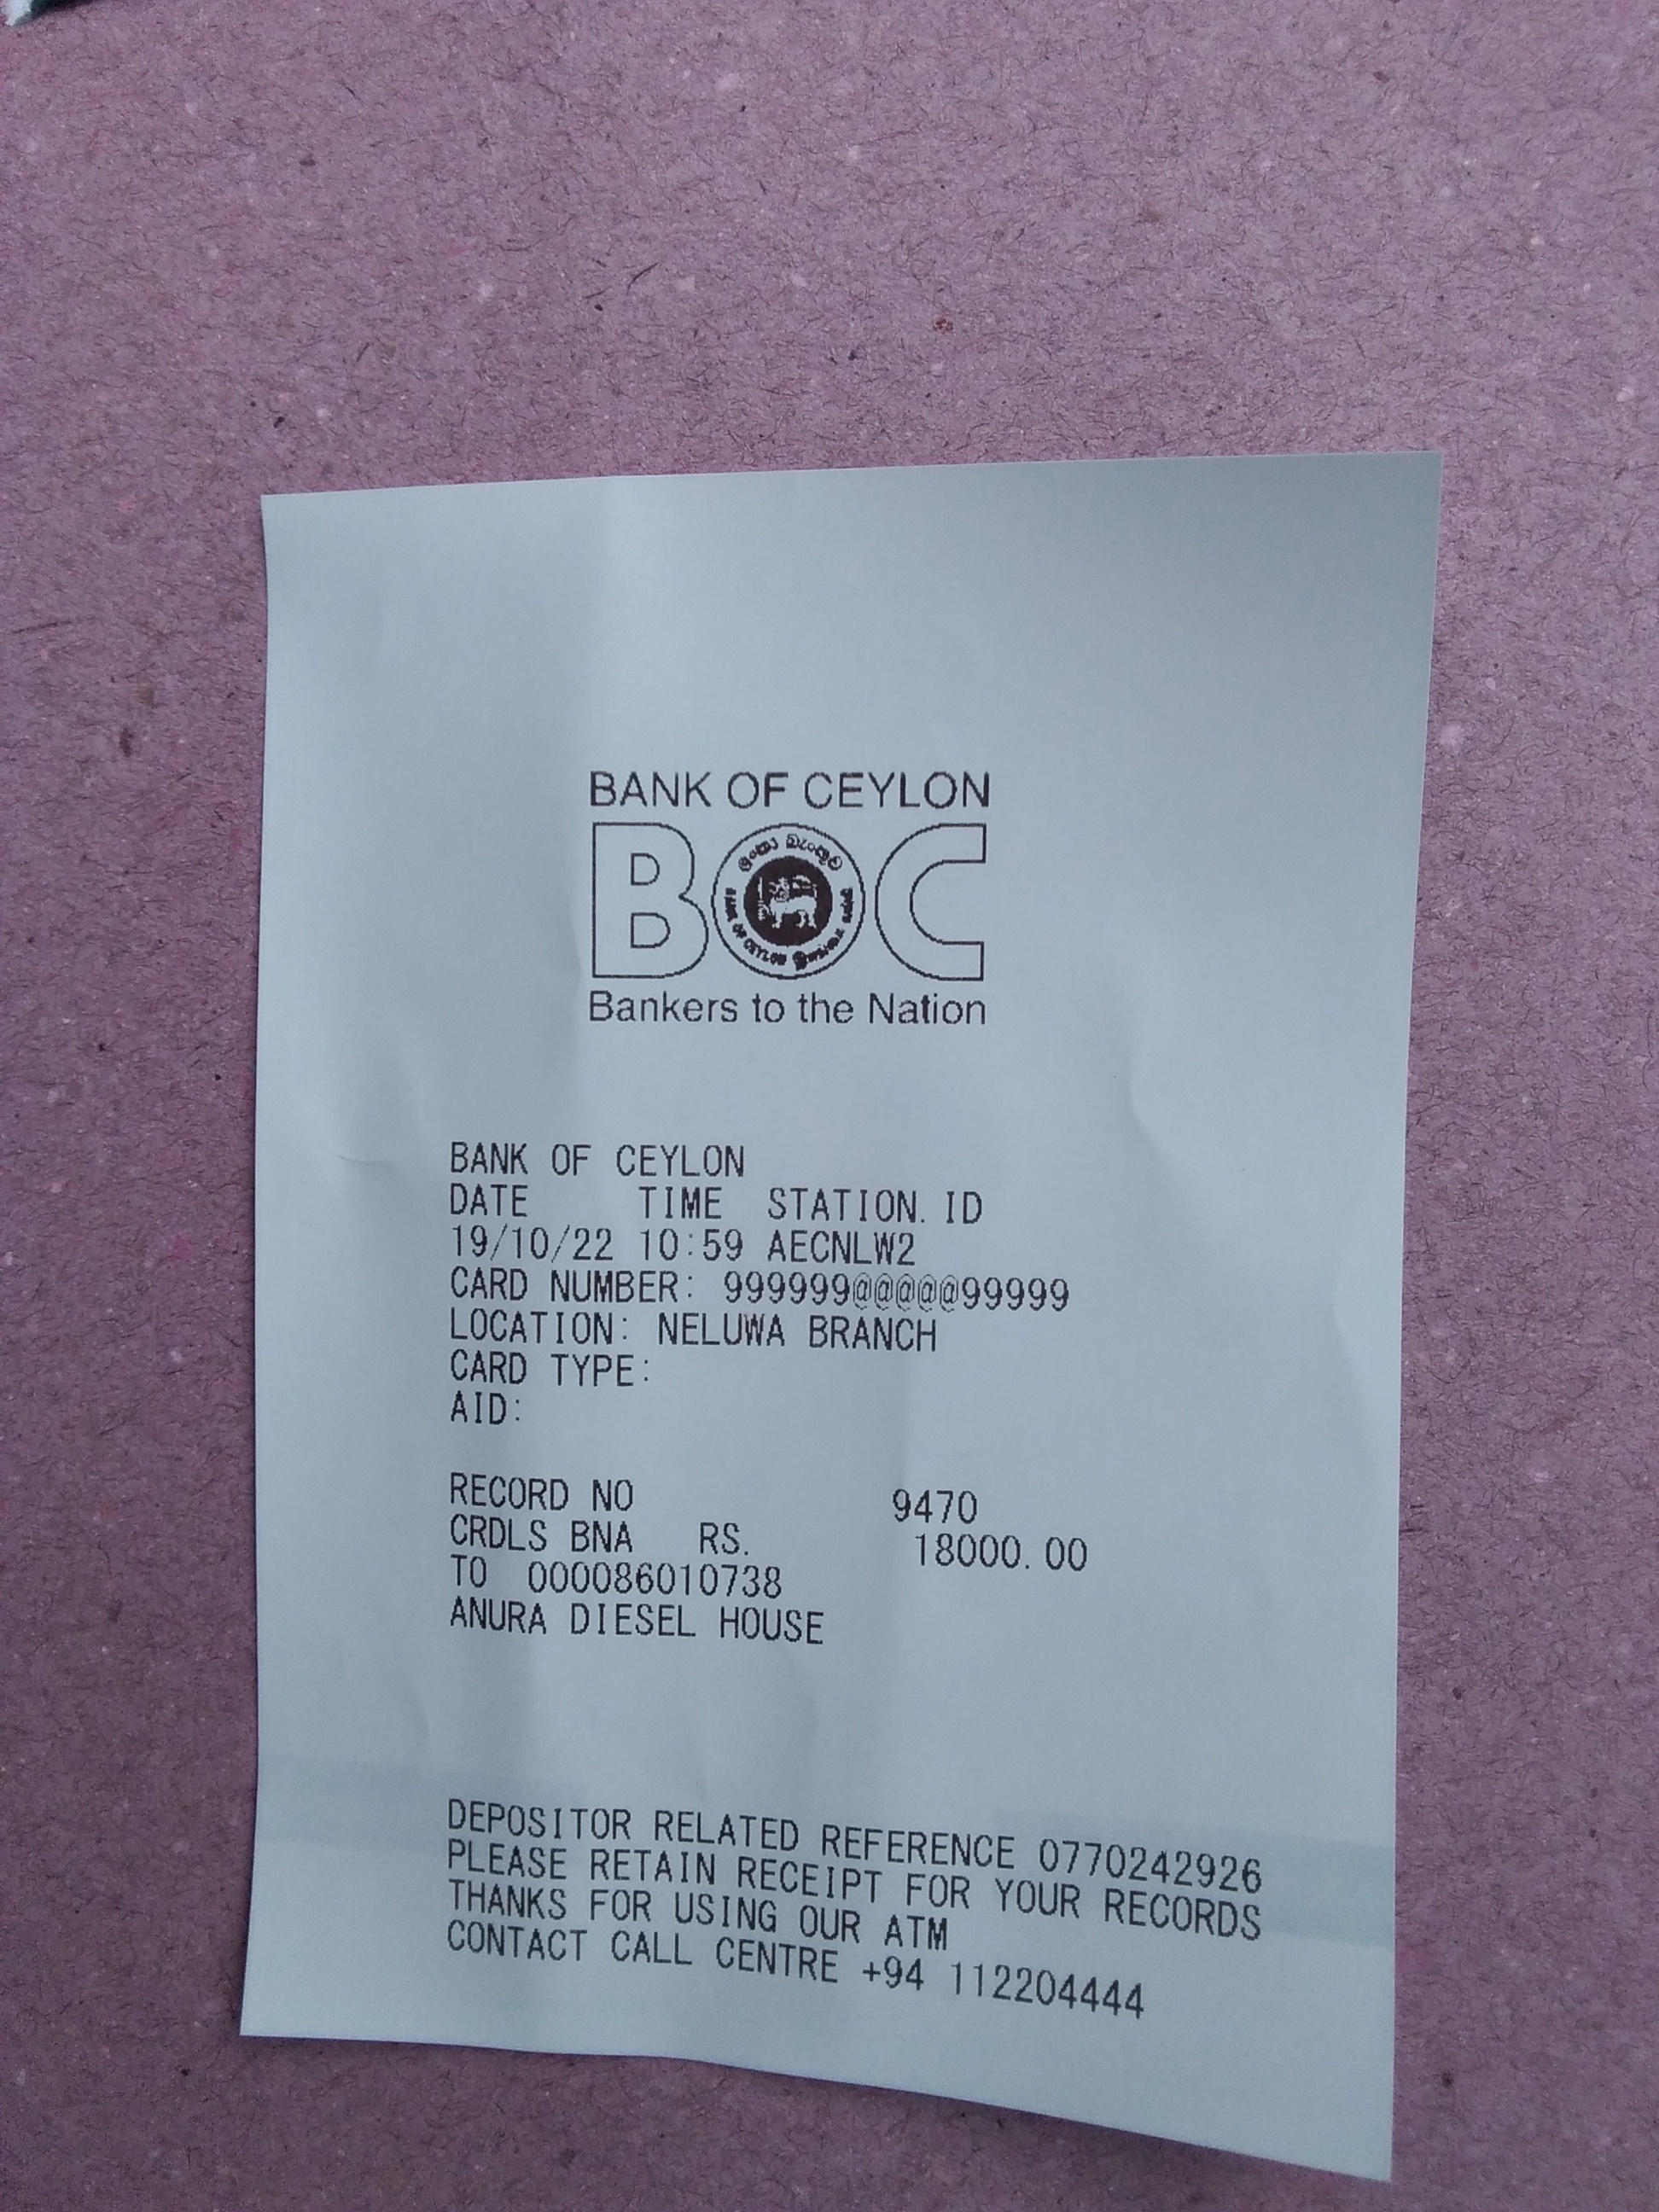 BANK OF CEYLON
BOC
ලංකා බැංකුව
BANK OF CEYLON
Bankers to the Nation
BANK OF CEYLON
DATE TIME STATION. ID
19/10/22 10:59 AECNLW2
CARD NUMBER: 999999@@@@@99999
LOCATION: NELUWA BRANCH
CARD TYPE:
AID:
RECORD NO 9470
CRDLS BNA RS. 18000.00
TO 000086010738
ANURA DIESEL HOUSE
DEPOSITOR RELATED REFERENCE 0770242926
PLEASE RETAIN RECEIPT FOR YOUR RECORDS
THANKS FOR USING OUR ATM
CONTACT CALL CENTRE +94 112204444